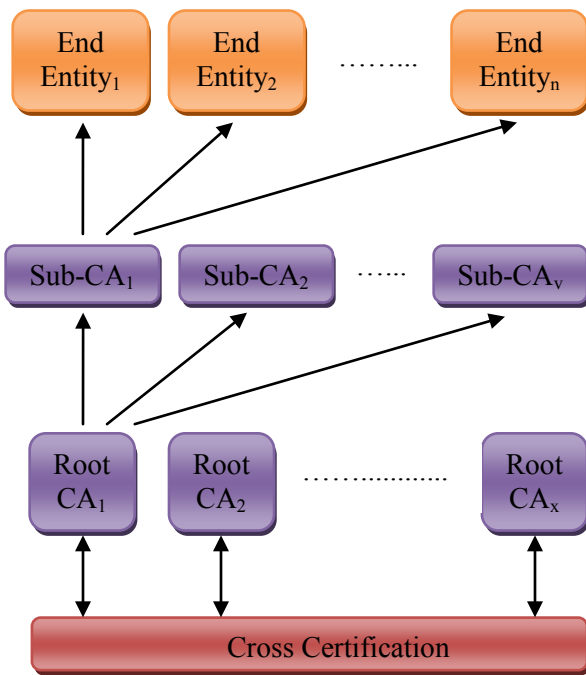 End Entity₁
End Entity₂
……...
End Entityₙ
Sub-CA₁
Sub-CA₂
…...
Sub-CAᵥ
Root CA₁
Root CA₂
……...........
Root CAₓ
Cross Certification